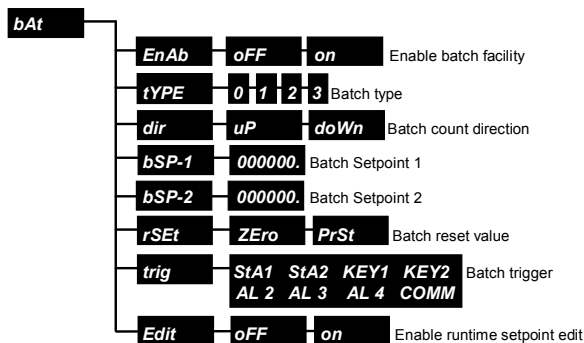 bAt
EnAb oFF on Enable batch facility
tYPE 0 1 2 3 Batch type
dir uP doWn Batch count direction
bSP-1 000000. Batch Setpoint 1
bSP-2 000000. Batch Setpoint 2
rSEt ZEro PrSt Batch reset value
trig StA1 StA2 KEY1 KEY2 Batch trigger
AL 2 AL 3 AL 4 COMM
Edit oFF on Enable runtime setpoint edit